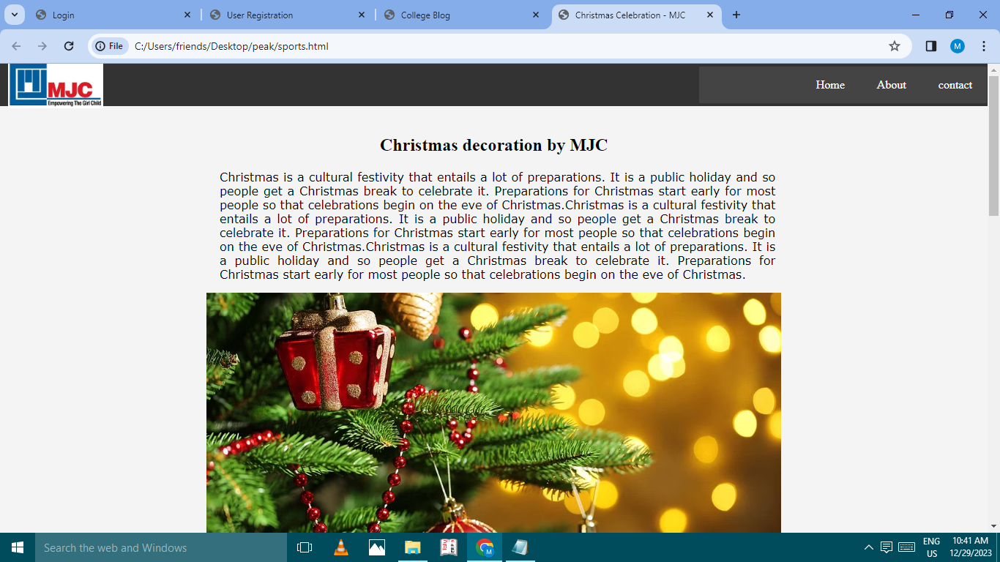 Login
User Registration
College Blog
Christmas Celebration - MJC
File
C:/Users/friends/Desktop/peak/sports.html
M
MJC
Empowering The Girl Child
Home
About
contact
Christmas decoration by MJC
Christmas is a cultural festivity that entails a lot of preparations. It is a public holiday and so
people get a Christmas break to celebrate it. Preparations for Christmas start early for most
people so that celebrations begin on the eve of Christmas.Christmas is a cultural festivity that
entails a lot of preparations. It is a public holiday and so people get a Christmas break to
celebrate it. Preparations for Christmas start early for most people so that celebrations begin
on the eve of Christmas.Christmas is a cultural festivity that entails a lot of preparations. It is
a public holiday and so people get a Christmas break to celebrate it. Preparations for
Christmas start early for most people so that celebrations begin on the eve of Christmas.
Search the web and Windows
M
ENG
US
10:41 AM
12/29/2023